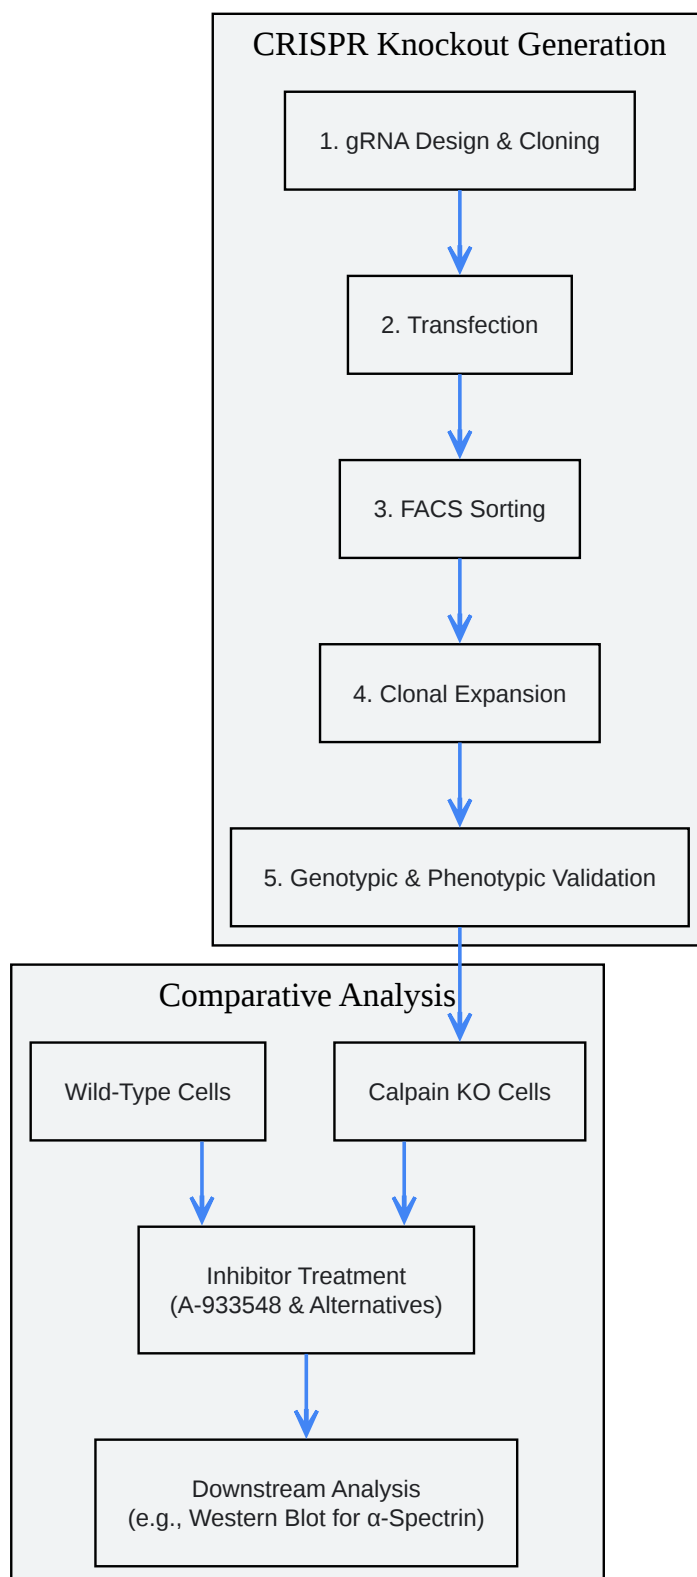 CRISPR Knockout Generation
1. gRNA Design & Cloning
2. Transfection
3. FACS Sorting
4. Clonal Expansion
5. Genotypic & Phenotypic Validation
Comparative Analysis
Wild-Type Cells
Calpain KO Cells
Inhibitor Treatment
(A-933548 & Alternatives)
Downstream Analysis
(e.g., Western Blot for α-Spectrin)